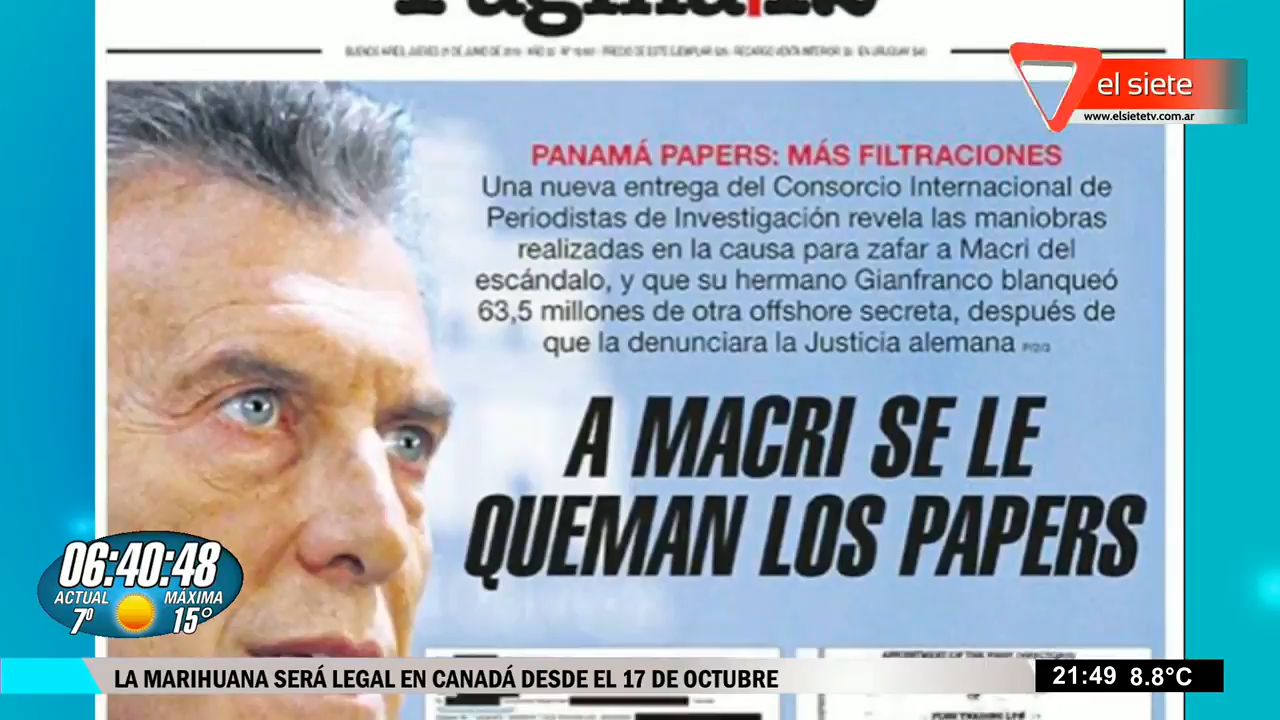 Página 12
el siete
www.elsietetv.com.ar
PANAMÁ PAPERS: MÁS FILTRACIONES
Una nueva entrega del Consorcio Internacional de
Periodistas de Investigación revela las maniobras
realizadas en la causa para zafar a Macri del
escándalo, y que su hermano Gianfranco blanqueó
63,5 millones de otra offshore secreta, después de
que la denunciara la Justicia alemana
A MACRI SE LE
QUEMAN LOS PAPERS
06:40:48
ACTUAL MÁXIMA
7º 15º
LA MARIHUANA SERÁ LEGAL EN CANADÁ DESDE EL 17 DE OCTUBRE
21:49 8.8°C